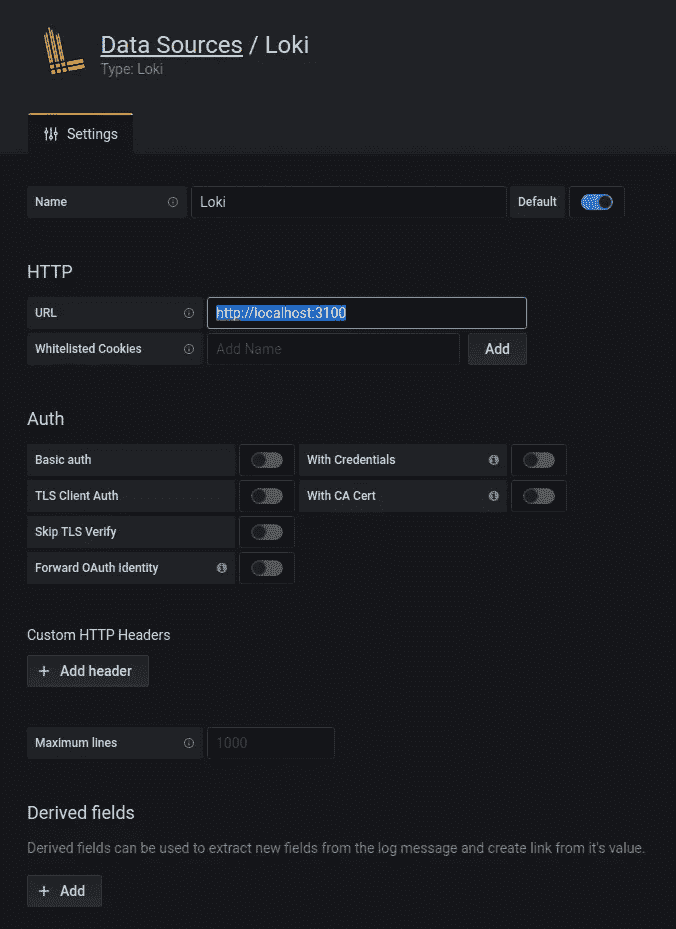 Data Sources / Loki
Type: Loki
Settings
Name
Loki
Default
HTTP
URL
http://localhost:3100
Whitelisted Cookies
Add Name
Add
Auth
Basic auth
With Credentials
TLS Client Auth
With CA Cert
Skip TLS Verify
Forward OAuth Identity
Custom HTTP Headers
+ Add header
Maximum lines
1000
Derived fields
Derived fields can be used to extract new fields from the log message and create link from it's value.
+ Add